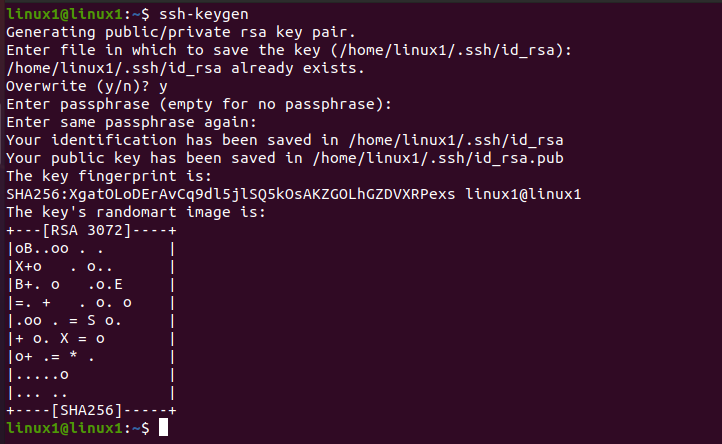 linux1@linux1:~$ ssh-keygen
Generating public/private rsa key pair.
Enter file in which to save the key (/home/linux1/.ssh/id_rsa):
/home/linux1/.ssh/id_rsa already exists.
Overwrite (y/n)? y
Enter passphrase (empty for no passphrase):
Enter same passphrase again:
Your identification has been saved in /home/linux1/.ssh/id_rsa
Your public key has been saved in /home/linux1/.ssh/id_rsa.pub
The key fingerprint is:
SHA256:XgatOLoDErAvCq9dl5jlSQ5kOsAKZGOLhGZDVXRPexs linux1@linux1
The key's randomart image is:
+---[RSA 3072]----+
|oB..oo . .       |
|X+o   . o..      |
|B+. o   .o.E     |
|=. +   . o. o    |
|.oo . = S o.     |
|+ o. X = o       |
|o+ .= * .        |
|.....o           |
|... ..           |
+----[SHA256]-----+
linux1@linux1:~$